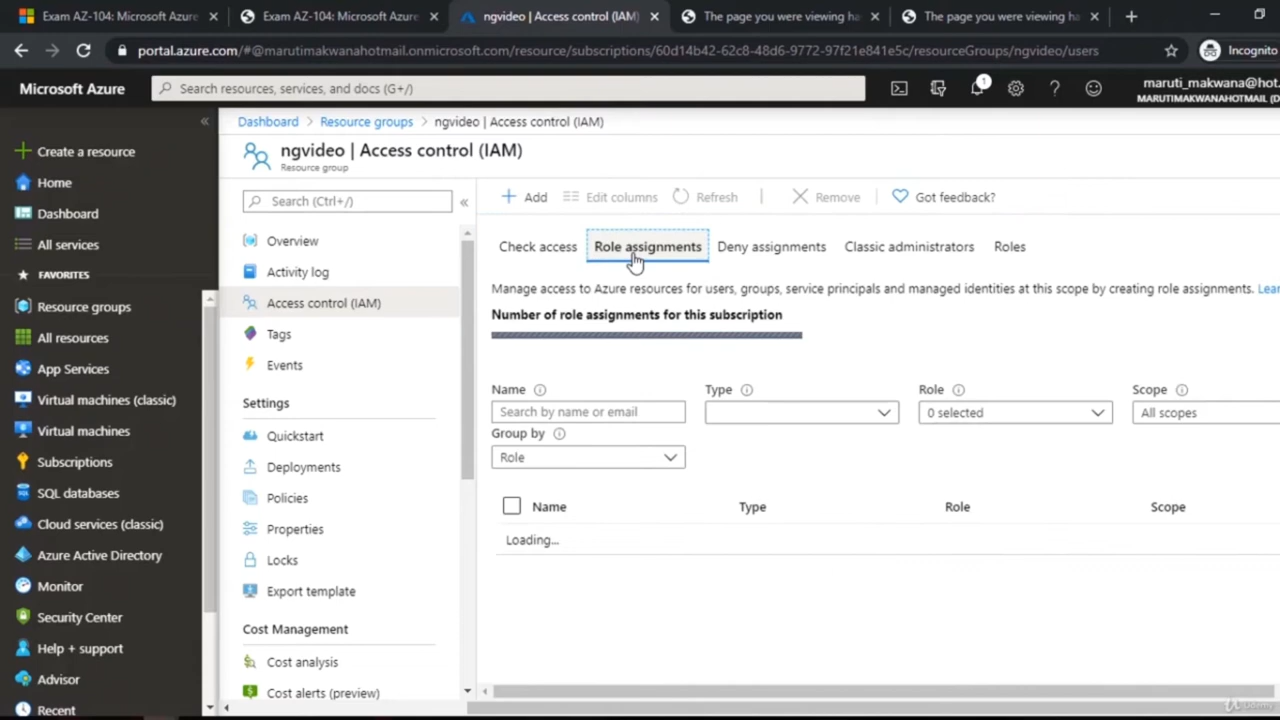 Exam AZ-104: Microsoft Azure
Exam AZ-104: Microsoft Azure
ngvideo | Access control (IAM)
The page you were viewing ha
The page you were viewing ha
portal.azure.com/#@marutimakwanahotmail.onmicrosoft.com/resource/subscriptions/60d14b42-62c8-48d6-9772-97f21e841e5c/resourceGroups/ngvideo/users
Incognito
Microsoft Azure
Search resources, services, and docs (G+/)
1
maruti_makwana@hot.
MARUTIMAKWANAHOTMAIL (D
Create a resource
Home
Dashboard
All services
FAVORITES
Resource groups
All resources
App Services
Virtual machines (classic)
Virtual machines
Subscriptions
SQL databases
Cloud services (classic)
Azure Active Directory
Monitor
Security Center
Help + support
Advisor
Recent
Dashboard
Resource groups
ngvideo | Access control (IAM)
ngvideo | Access control (IAM)
Resource group
Search (Ctrl+/)
Overview
Activity log
Access control (IAM)
Tags
Events
Settings
Quickstart
Deployments
Policies
Properties
Locks
Export template
Cost Management
Cost analysis
Cost alerts (preview)
Add
Edit columns
Refresh
Remove
Got feedback?
Check access
Role assignments
Deny assignments
Classic administrators
Roles
Manage access to Azure resources for users, groups, service principals and managed identities at this scope by creating role assignments. Lear
Number of role assignments for this subscription
Name
Type
Role
Scope
Search by name or email
0 selected
All scopes
Group by
Role
Name
Type
Role
Scope
Loading...
Udemy